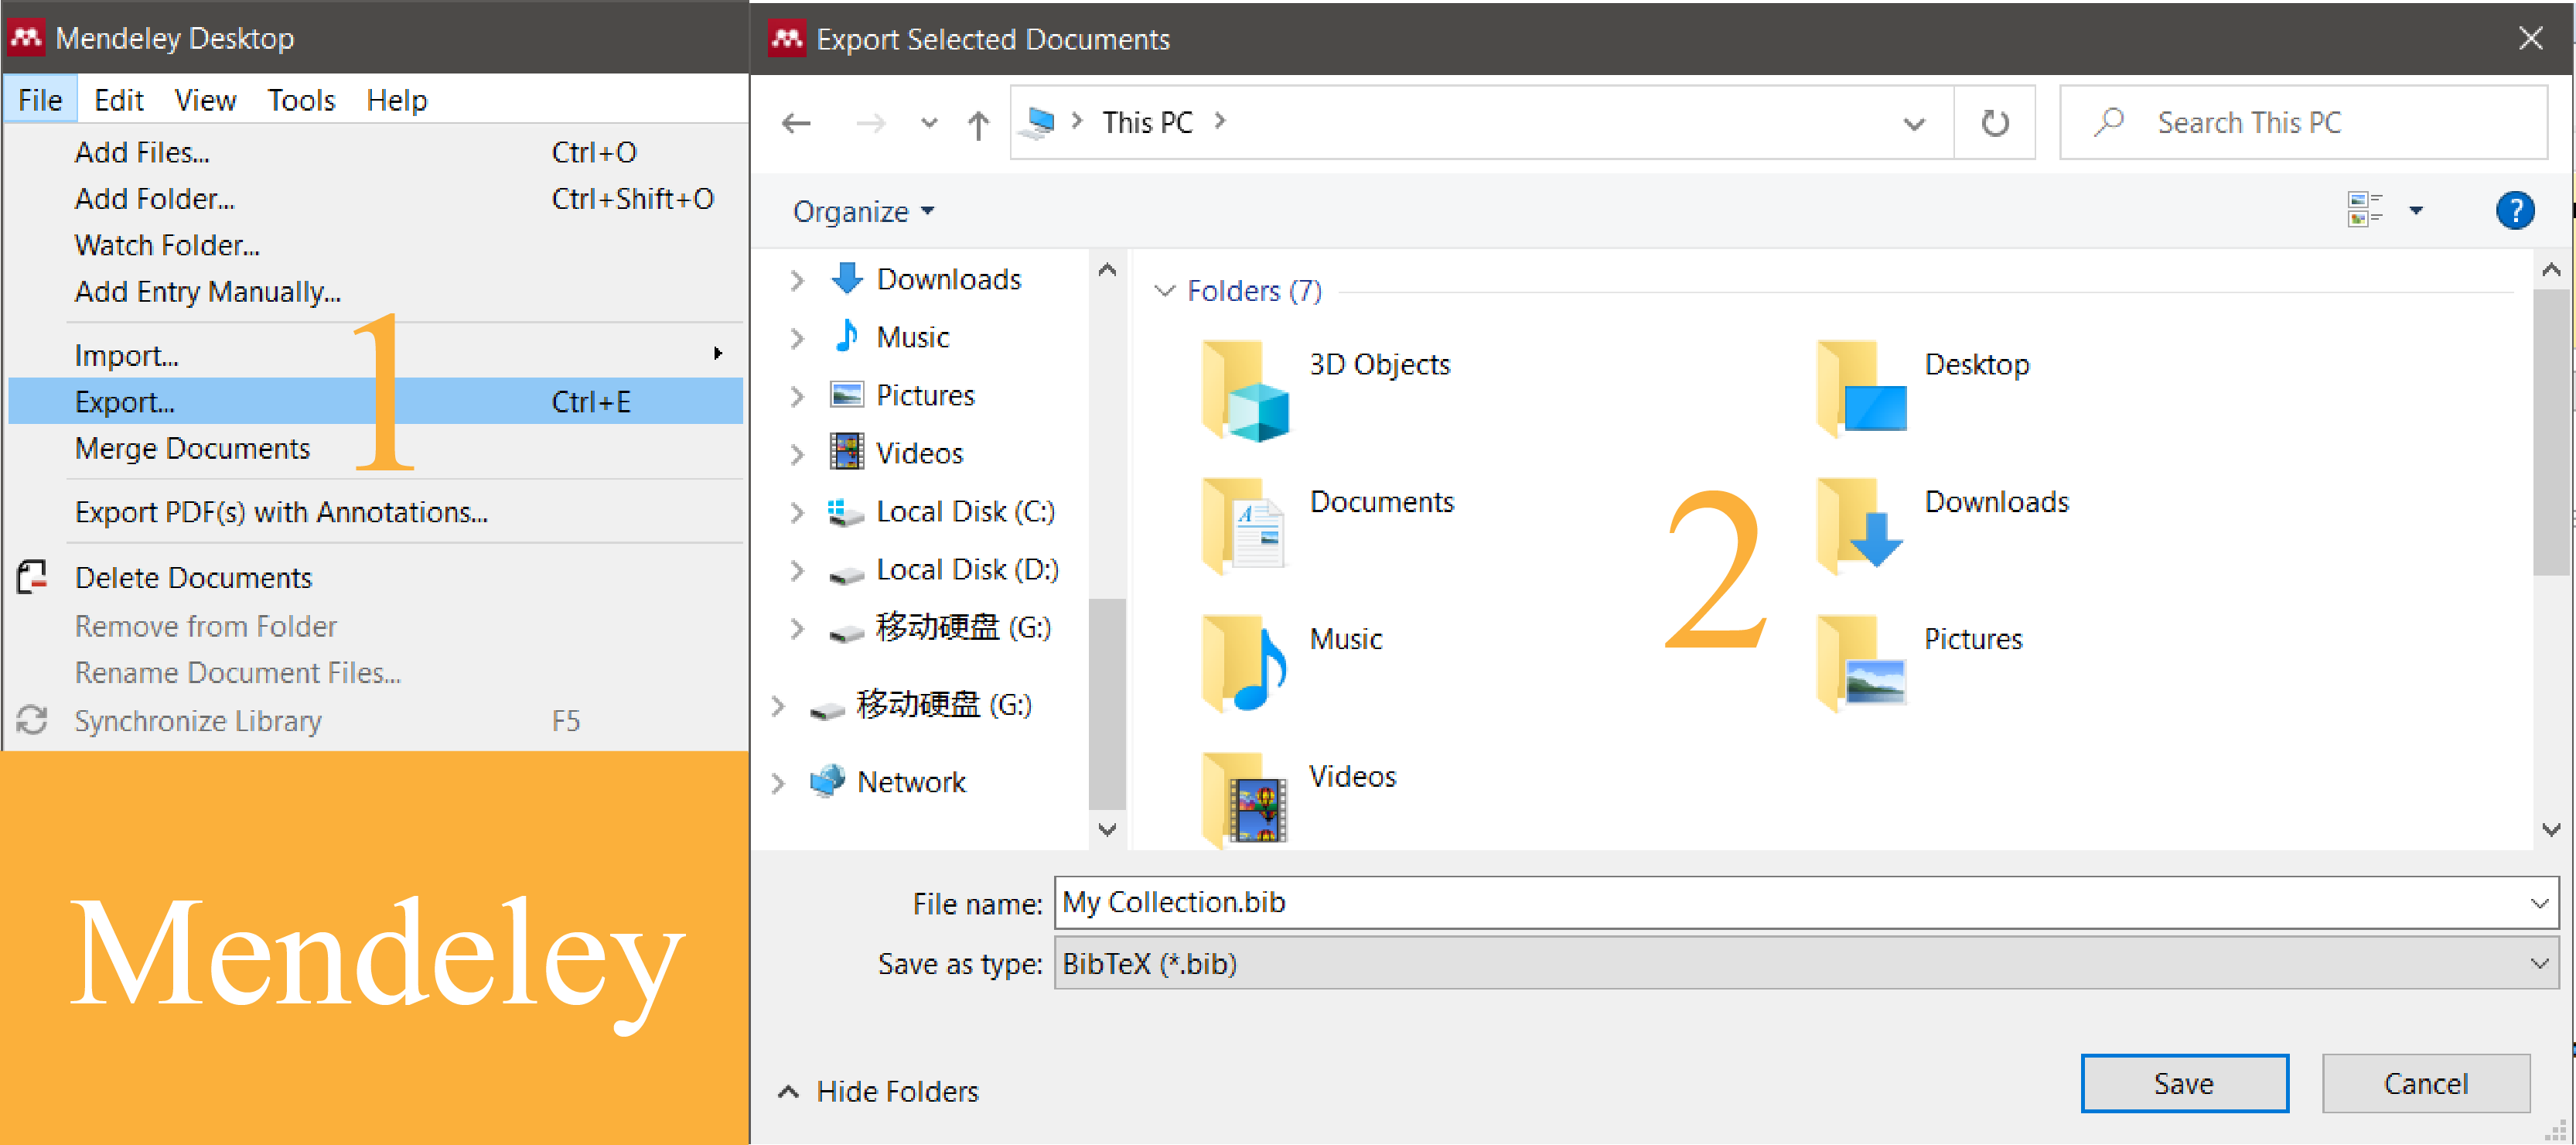 Mendeley Desktop
File Edit View Tools Help
Add Files... Ctrl+O
Add Folder... Ctrl+Shift+O
Watch Folder...
Add Entry Manually...
1
Import...
Export... Ctrl+E
Merge Documents
Export PDF(s) with Annotations...
Delete Documents
Remove from Folder
Rename Document Files...
Synchronize Library F5
Mendeley
Export Selected Documents
This PC
Search This PC
Organize
?
Downloads
Music
Pictures
Videos
Local Disk (C:)
Local Disk (D:)
移动硬盘 (G:)
移动硬盘 (G:)
Network
Folders (7)
3D Objects
Desktop
Documents
Downloads
2
Music
Pictures
Videos
File name: My Collection.bib
Save as type: BibTeX (*.bib)
Hide Folders
Save
Cancel